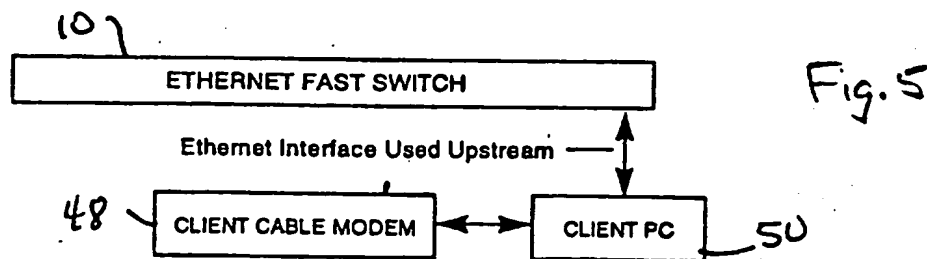 10
ETHERNET FAST SWITCH
Fig. 5
Ethernet Interface Used Upstream
48
CLIENT CABLE MODEM
CLIENT PC
50